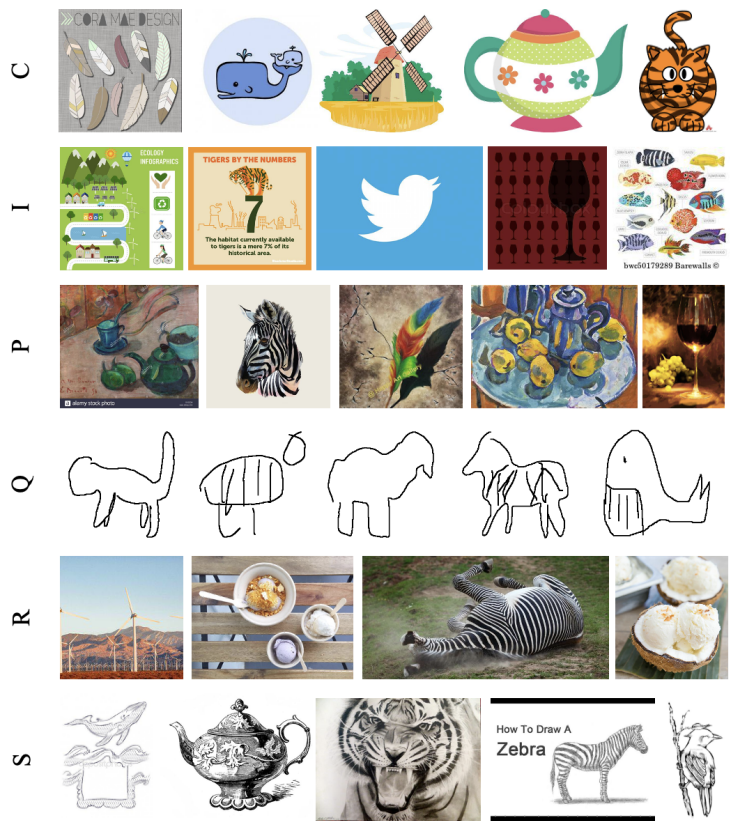 C
CORA MAE DESIGN
I
ECOLOGY
INFOGRAPHICS
TIGERS BY THE NUMBERS
7
The habitat currently available
to tigers is a mere 7% of its
historical area.
bwc50179289 Barewalls ©
P
a alamy stock photo
Q
R
S
How To Draw A
Zebra